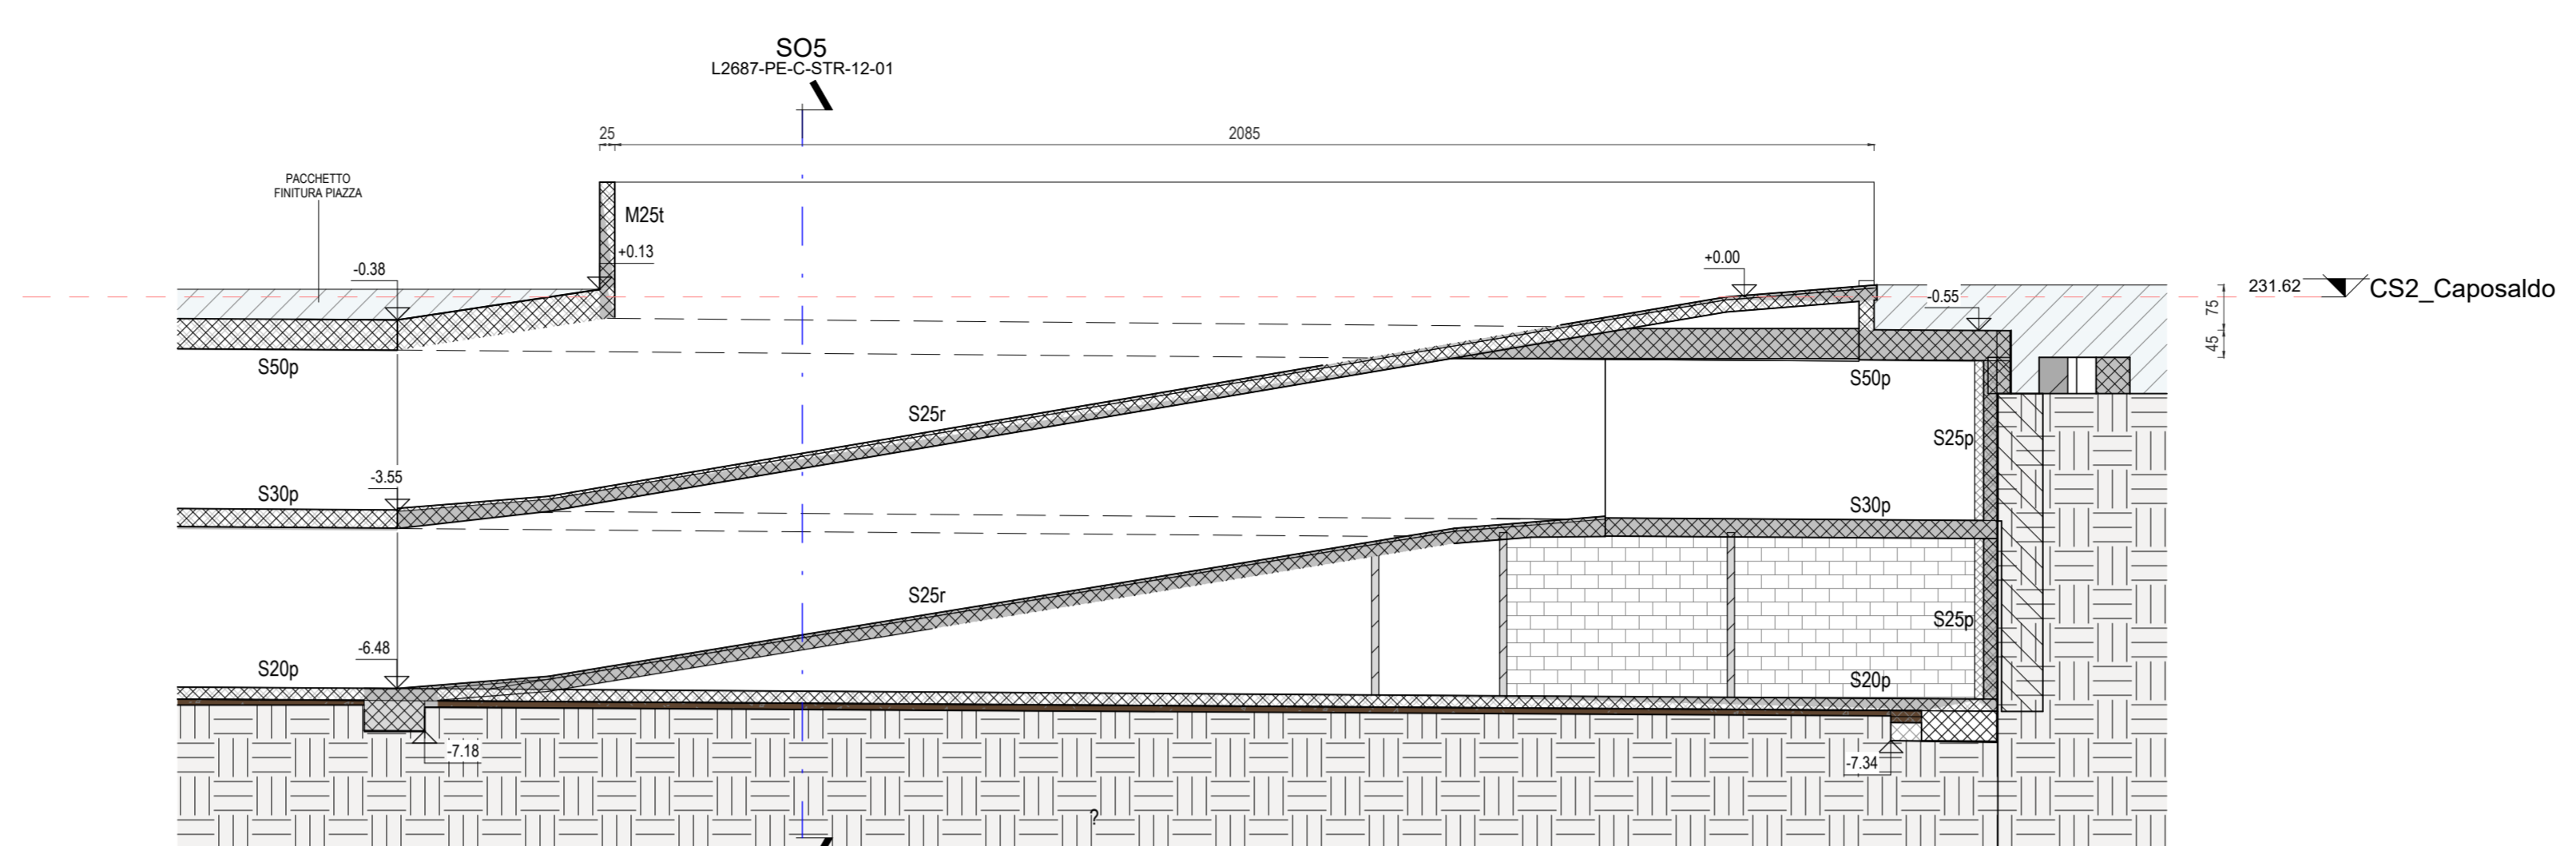 SO5
L2687-PE-C-STR-12-01
25
2085
PACCHETTO
FINITURA PIAZZA
M25t
+0.13
-0.38
+0.00
-0.55
231.62
CS2_Caposaldo
75
45
S50p
S50p
S25r
S25p
-3.55
S30p
S30p
S25r
S25p
-6.48
S20p
S20p
-7.18
-7.34
?